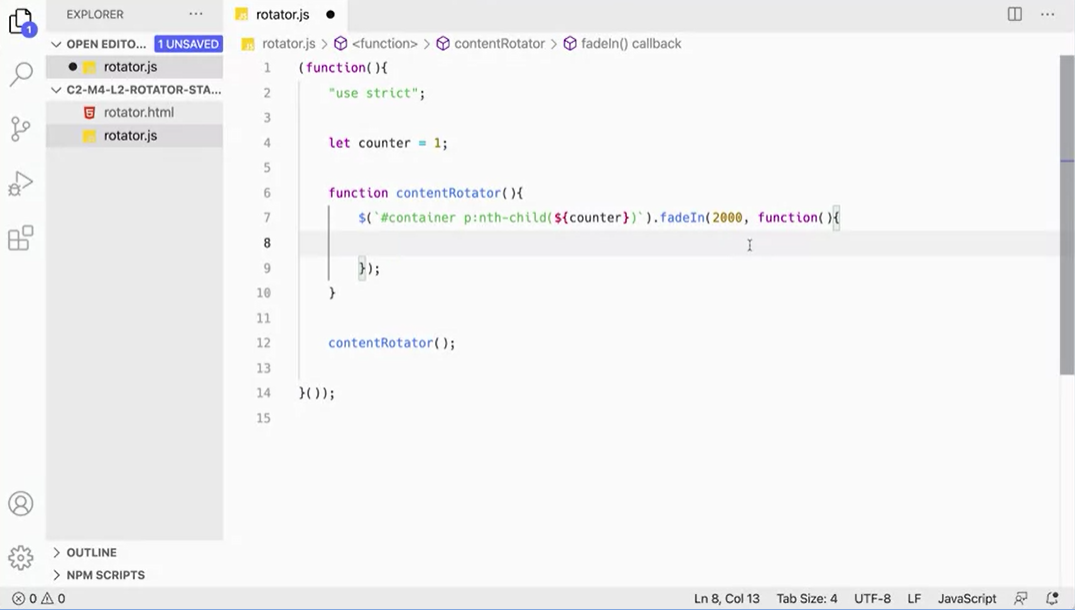 EXPLORER
rotator.js
1
OPEN EDITO... 1 UNSAVED
rotator.js > <function> > contentRotator > fadeIn() callback
rotator.js
C2-M4-L2-ROTATOR-STA...
rotator.html
rotator.js
1 (function(){
2 "use strict";
3
4 let counter = 1;
5
6 function contentRotator(){
7 $(`#container p:nth-child(${counter})`).fadeIn(2000, function(){
8
9 });
10 }
11
12 contentRotator();
13
14 }());
15
OUTLINE
NPM SCRIPTS
0 0 Ln 8, Col 13 Tab Size: 4 UTF-8 LF JavaScript